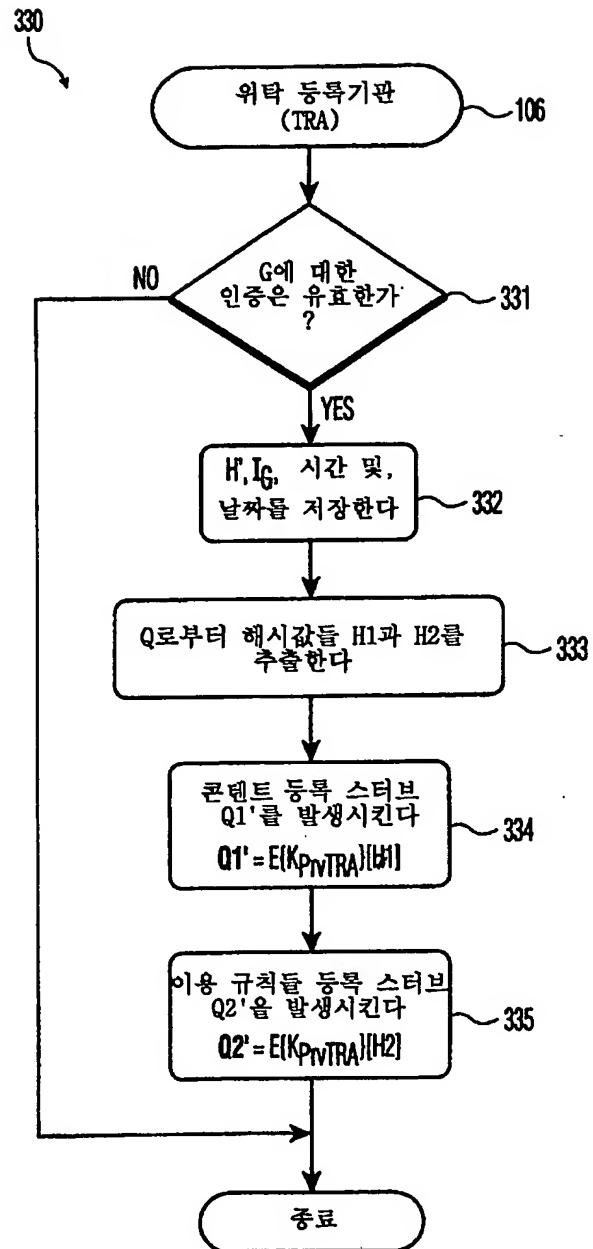 330
위탁 등록기관
(TRA)
106
G에 대한
인증은 유효한가
?
331
NO
YES
H', I_G, 시간 및,
날짜를 저장한다
332
Q로부터 해시값들 H1과 H2를
추출한다
333
콘텐트 등록 스터브
Q1'를 발생시킨다
Q1' = E{K_PrvTRA}[H1]
334
이용 규칙들 등록 스터브
Q2'을 발생시킨다
Q2' = E{K_PrvTRA}[H2]
335
종료